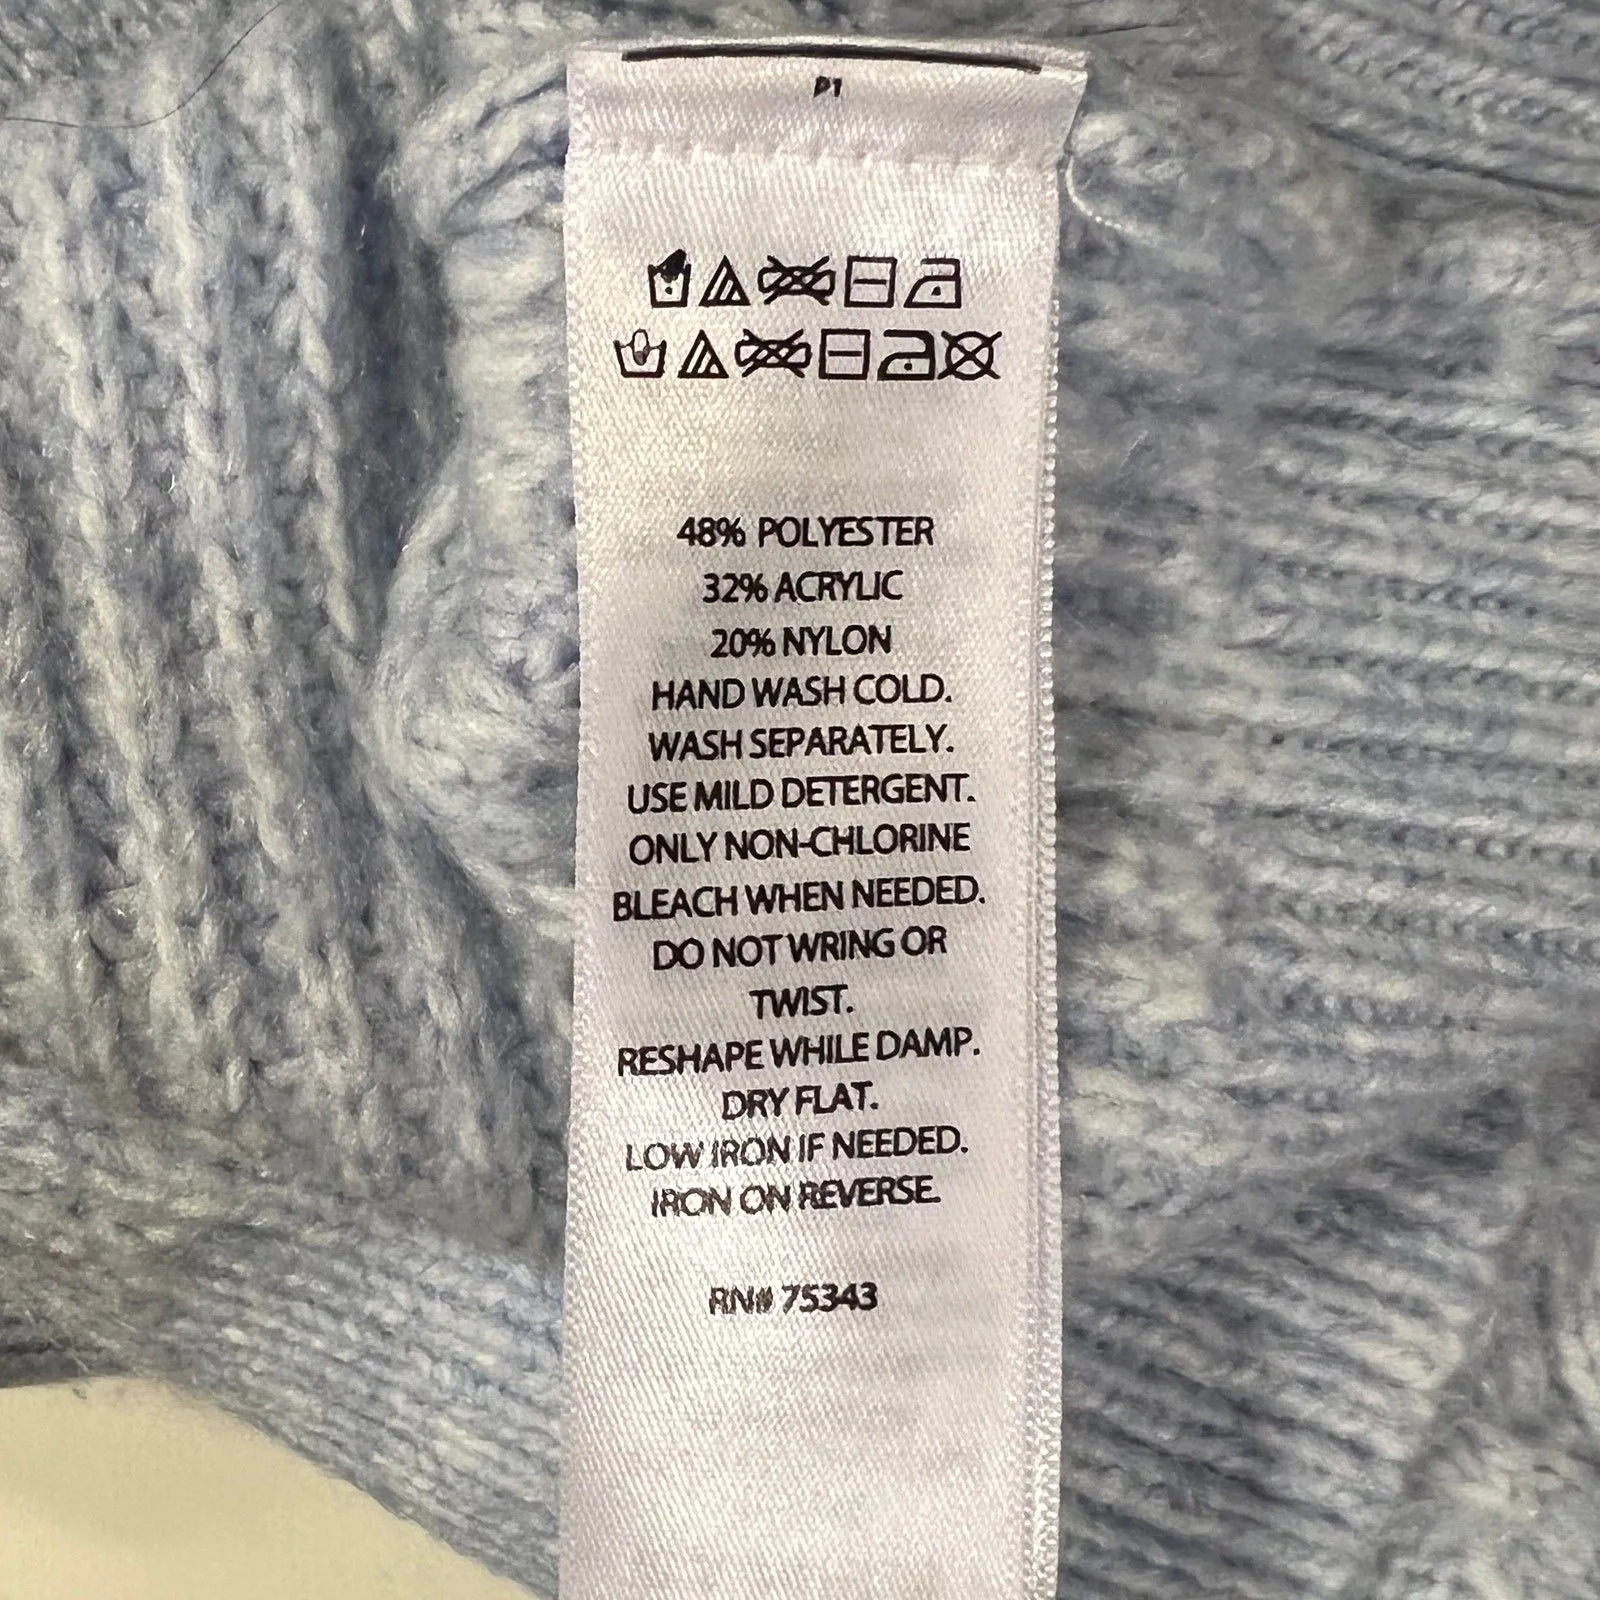 P1
48% POLYESTER
32% ACRYLIC
20% NYLON
HAND WASH COLD.
WASH SEPARATELY.
USE MILD DETERGENT.
ONLY NON-CHLORINE
BLEACH WHEN NEEDED.
DO NOT WRING OR
TWIST.
RESHAPE WHILE DAMP.
DRY FLAT.
LOW IRON IF NEEDED.
IRON ON REVERSE.
RN# 75343